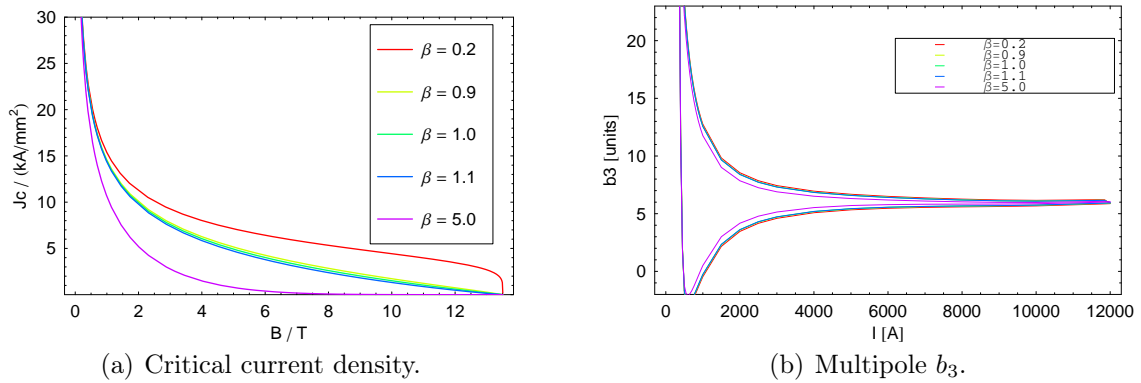 30
25
20
15
10
5
Jc / (kA/mm²)
β = 0.2
β = 0.9
β = 1.0
β = 1.1
β = 5.0
0 2 4 6 8 10 12
B / T
(a) Critical current density.
20
15
10
5
0
b3 [units]
β=0.2
β=0.9
β=1.0
β=1.1
β=5.0
0 2000 4000 6000 8000 10000 12000
I [A]
(b) Multipole b₃.